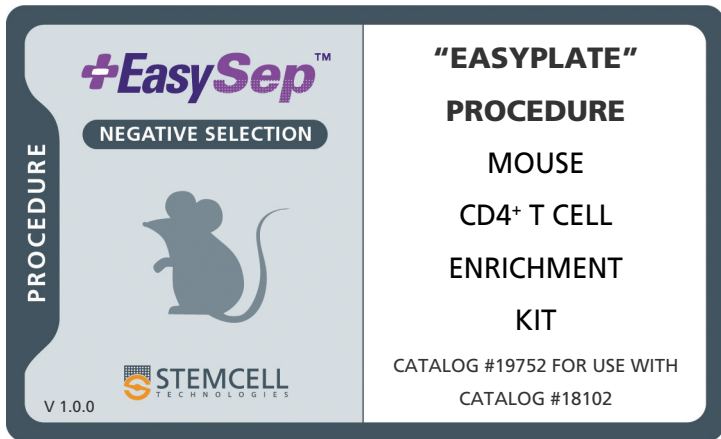 PROCEDURE
EasySep™
NEGATIVE SELECTION
STEMCELL
TECHNOLOGIES
V 1.0.0
“EASYPLATE”
PROCEDURE
MOUSE
CD4⁺ T CELL
ENRICHMENT
KIT
CATALOG #19752 FOR USE WITH
CATALOG #18102